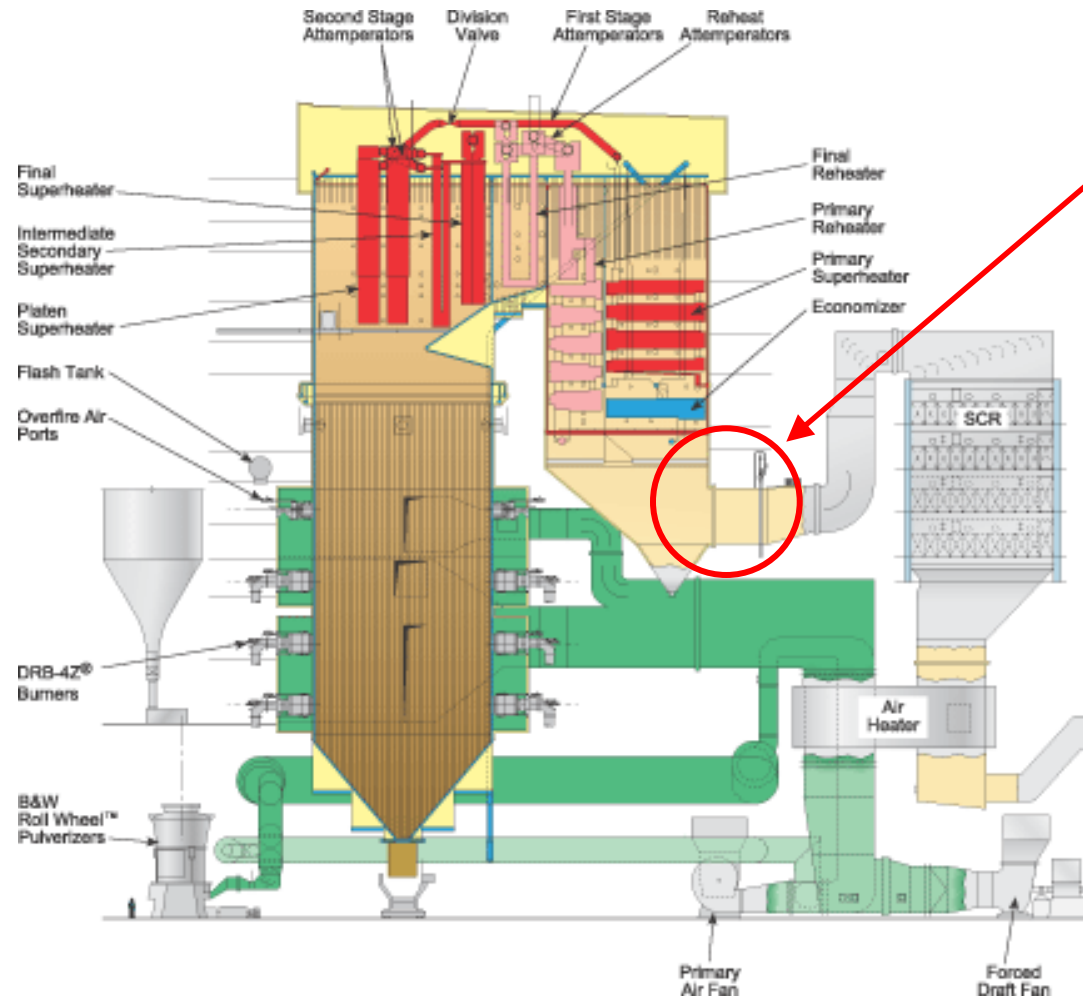 Second Stage
Attemperators
Division
Valve
First Stage
Attemperators
Reheat
Attemperators
Final
Superheater
Intermediate
Secondary
Superheater
Platen
Superheater
Flash Tank
Overfire Air
Ports
DRB-4Z®
Burners
B&W
Roll Wheel™
Pulverizers
Final
Reheater
Primary
Reheater
Primary
Superheater
Economizer
SCR
Air
Heater
Primary
Air Fan
Forced
Draft Fan